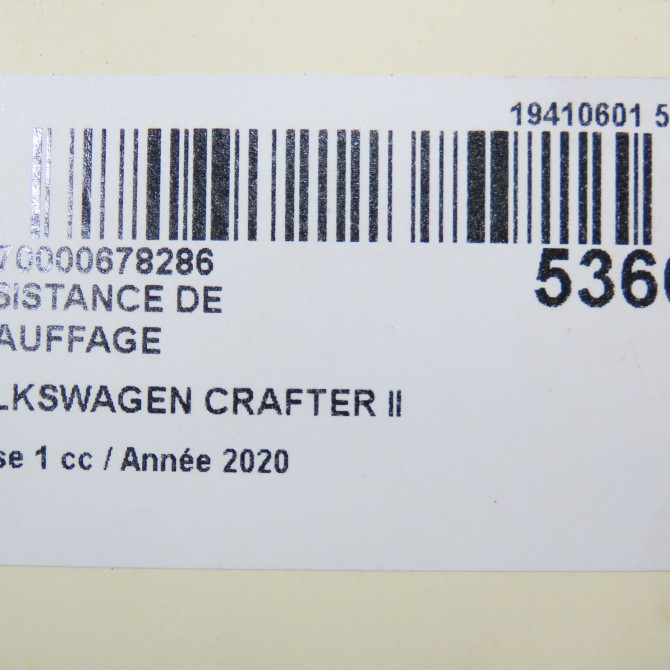 19410601 5
70000678286
536
SISTANCE DE
AUFFAGE
LKSWAGEN CRAFTER II
se 1 cc / Année 2020